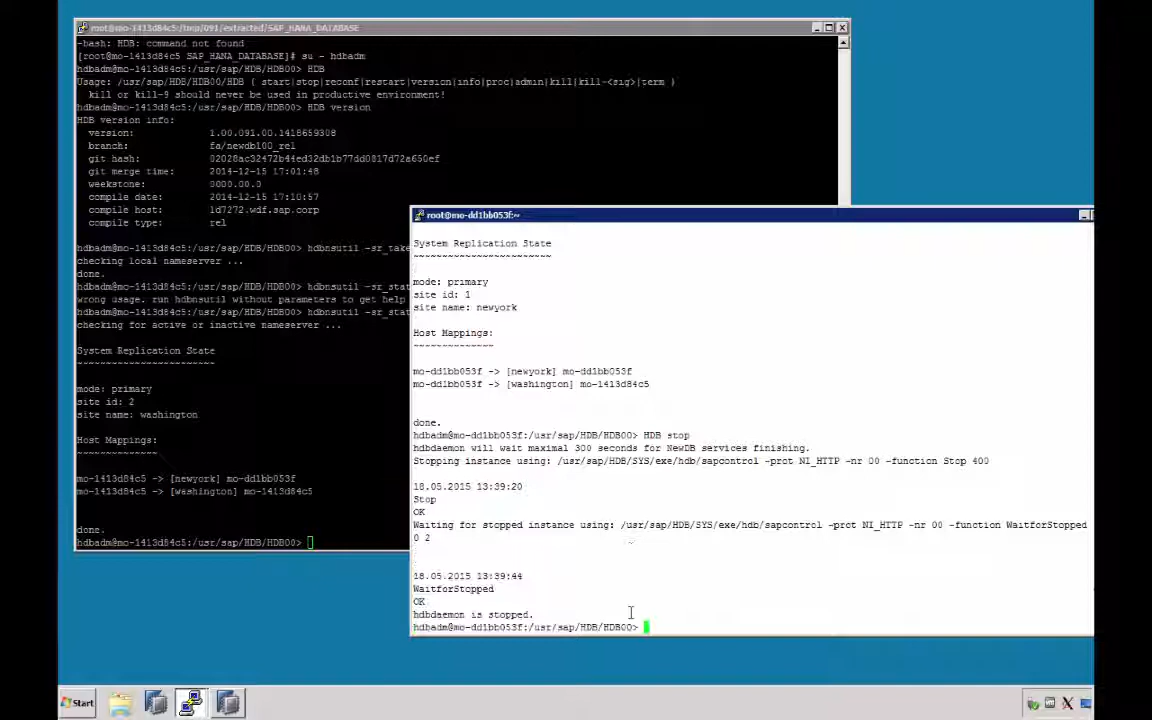 root@mo-1413d84c5:/tmp/091/extracted/SAP_HANA_DATABASE
-bash: HDB: command not found
[root@mo-1413d84c5 SAP_HANA_DATABASE]# su - hdbadm
hdbadm@mo-1413d84c5:/usr/sap/HDB/HDB00> HDB
Usage: /usr/sap/HDB/HDB00/HDB { start|stop|reconf|restart|version|info|proc|admin|kill|kill-<sig>|term }
kill or kill-9 should never be used in productive environment!
hdbadm@mo-1413d84c5:/usr/sap/HDB/HDB00> HDB version
HDB version info:
version: 1.00.091.00.1418659308
branch: fa/newdb100_rel
git hash: 02028ac32472b44ed32db1b77dd0817d72a650ef
git merge time: 2014-12-15 17:01:48
weekstone: 0000.00.0
compile date: 2014-12-15 17:10:57
compile host: ld7272.wdf.sap.corp
compile type: rel
hdbadm@mo-1413d84c5:/usr/sap/HDB/HDB00> hdbnsutil -sr_take
checking local nameserver ...
done.
hdbadm@mo-1413d84c5:/usr/sap/HDB/HDB00> hdbnsutil -sr_stat
wrong usage. run hdbnsutil without parameters to get help
hdbadm@mo-1413d84c5:/usr/sap/HDB/HDB00> hdbnsutil -sr_stat
checking for active or inactive nameserver ...
System Replication State
~~~~~~~~~~~~~~~~~~~~~~~~
mode: primary
site id: 2
site name: washington
Host Mappings:
~~~~~~~~~~~~~~
mo-1413d84c5 -> [newyork] mo-dd1bb053f
mo-1413d84c5 -> [washington] mo-1413d84c5
done.
hdbadm@mo-1413d84c5:/usr/sap/HDB/HDB00>
root@mo-dd1bb053f:~
System Replication State
~~~~~~~~~~~~~~~~~~~~~~~~
mode: primary
site id: 1
site name: newyork
Host Mappings:
~~~~~~~~~~~~~~
mo-dd1bb053f -> [newyork] mo-dd1bb053f
mo-dd1bb053f -> [washington] mo-1413d84c5
done.
hdbadm@mo-dd1bb053f:/usr/sap/HDB/HDB00> HDB stop
hdbdaemon will wait maximal 300 seconds for NewDB services finishing.
Stopping instance using: /usr/sap/HDB/SYS/exe/hdb/sapcontrol -prot NI_HTTP -nr 00 -function Stop 400
18.05.2015 13:39:20
Stop
OK
Waiting for stopped instance using: /usr/sap/HDB/SYS/exe/hdb/sapcontrol -prot NI_HTTP -nr 00 -function WaitforStopped
0 2
18.05.2015 13:39:44
WaitforStopped
OK
hdbdaemon is stopped.
hdbadm@mo-dd1bb053f:/usr/sap/HDB/HDB00>
Start